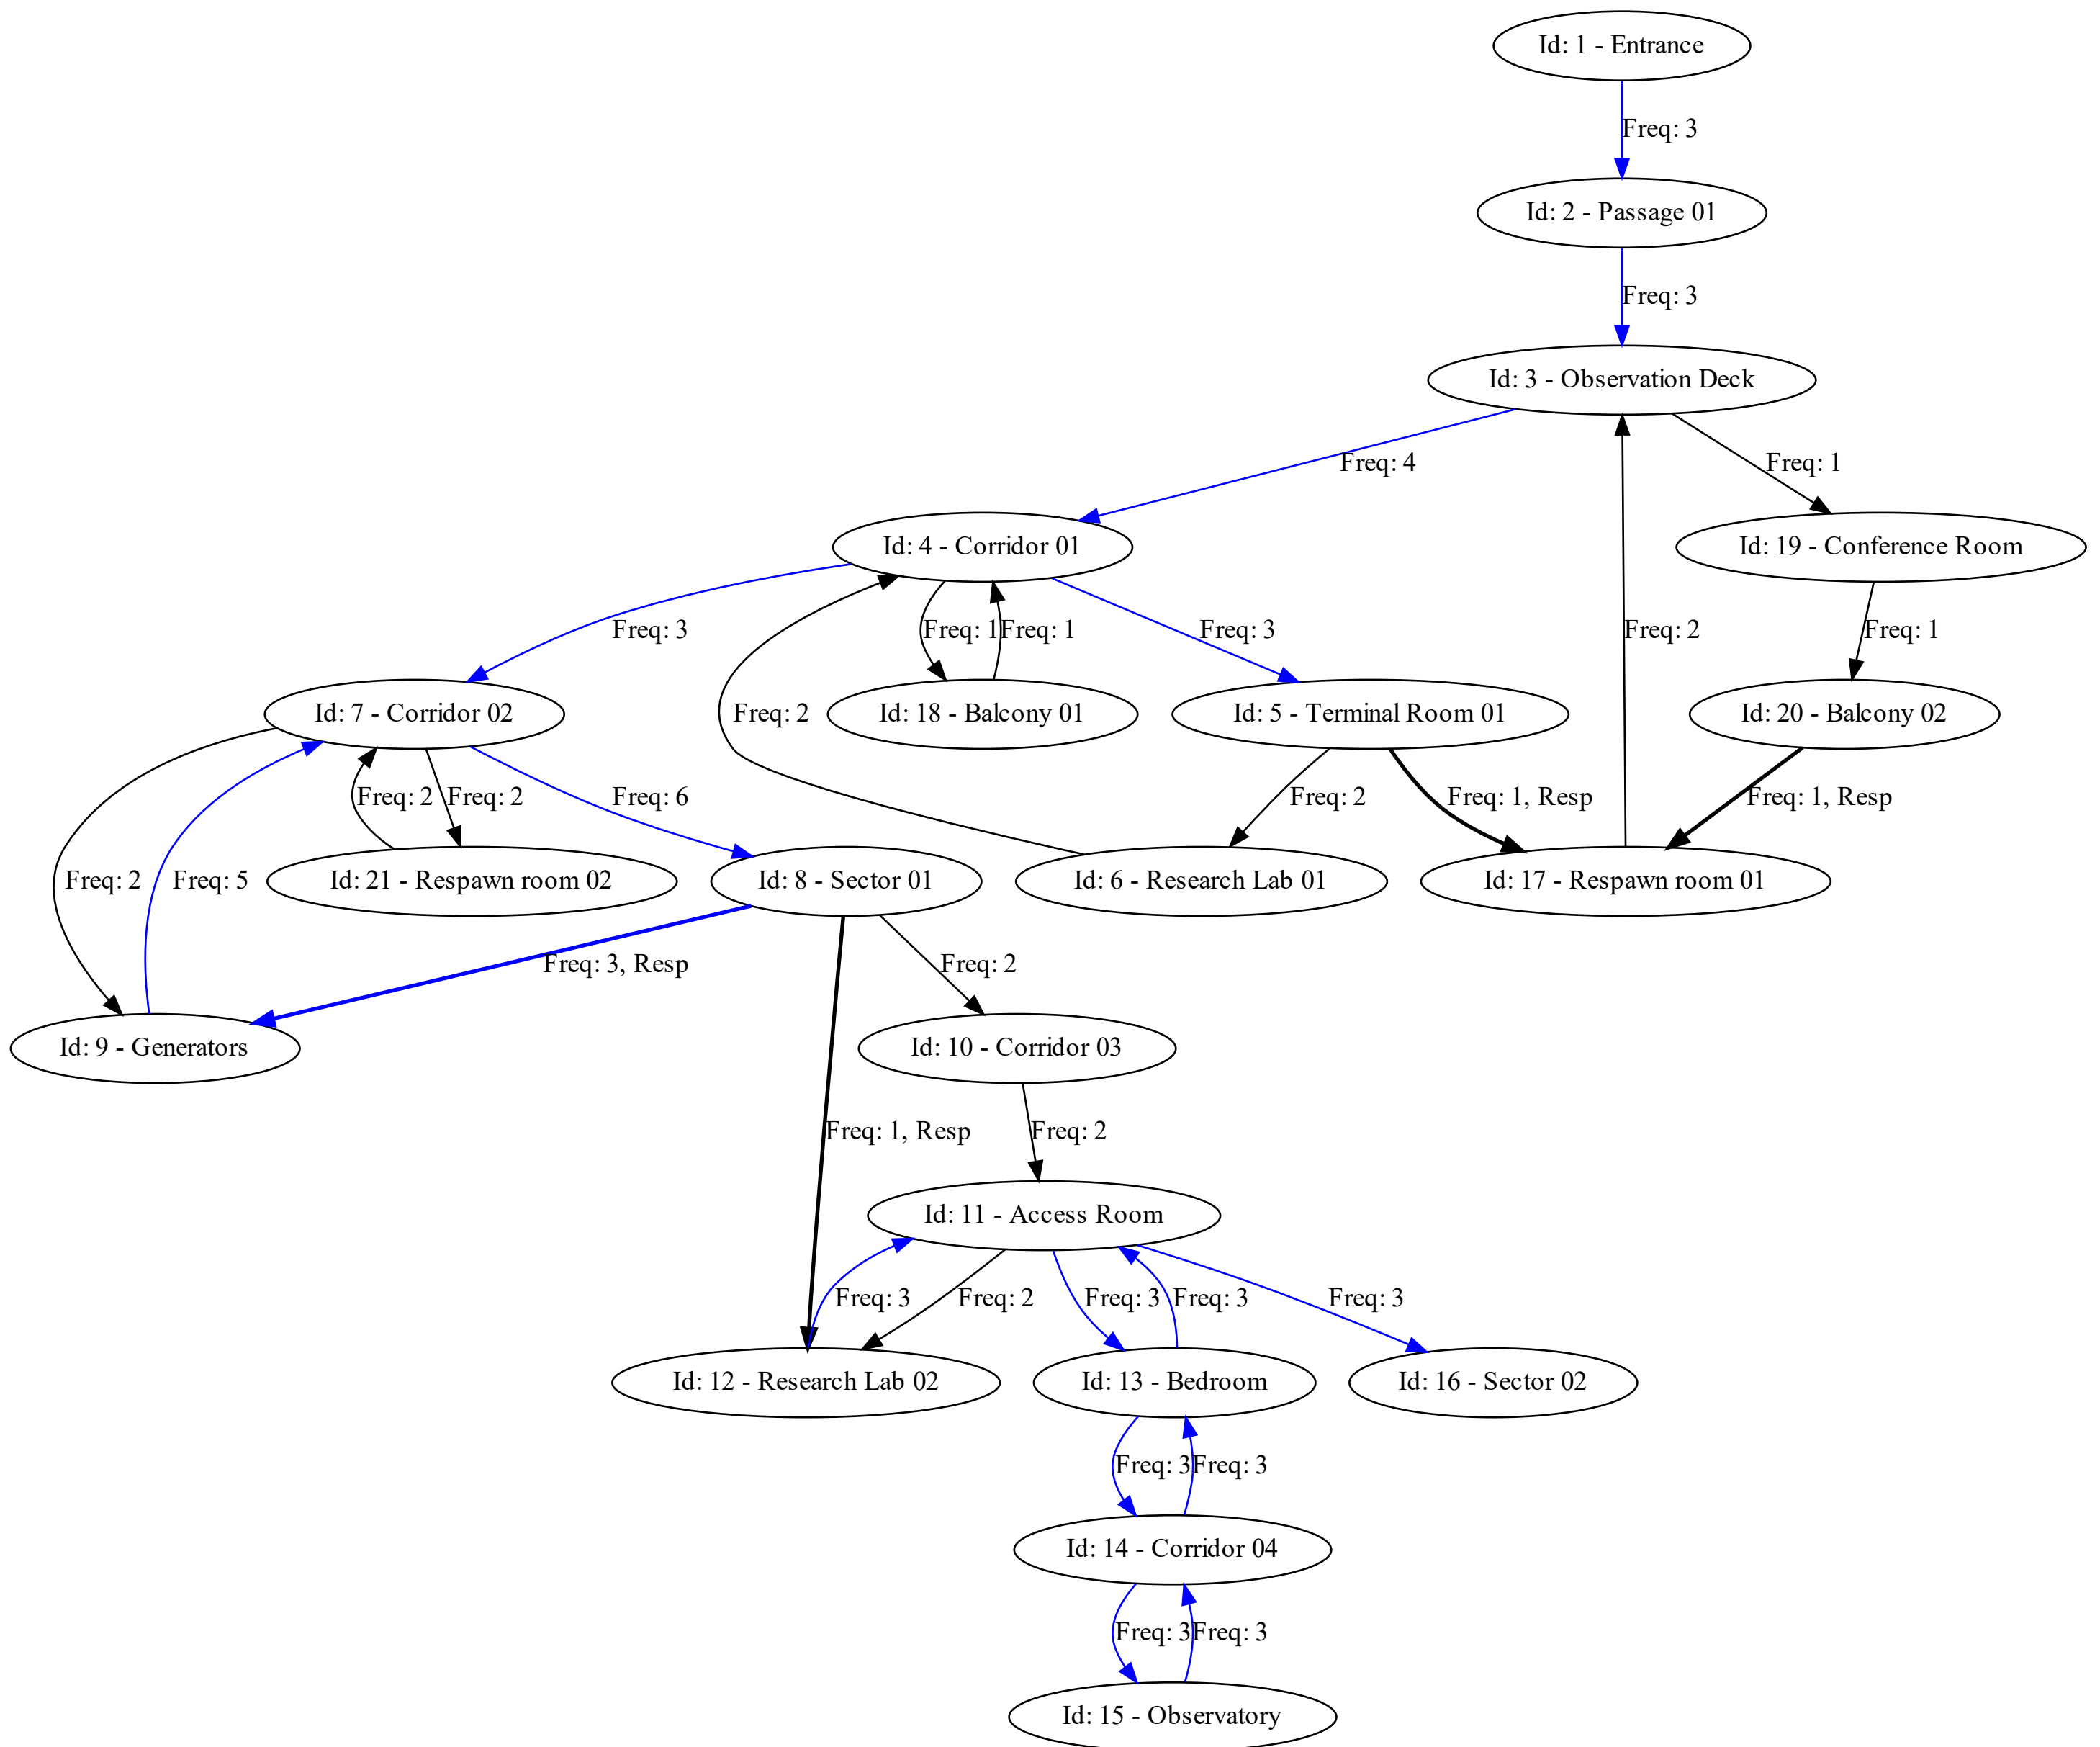 Id: 1 - Entrance
Freq: 3
Id: 2 - Passage 01
Freq: 3
Id: 3 - Observation Deck
Freq: 4
Freq: 1
Id: 4 - Corridor 01
Id: 19 - Conference Room
Freq: 3
Freq: 1
Freq: 1
Freq: 3
Freq: 2
Freq: 1
Id: 7 - Corridor 02
Freq: 2
Id: 18 - Balcony 01
Id: 5 - Terminal Room 01
Id: 20 - Balcony 02
Freq: 2
Freq: 2
Freq: 6
Freq: 2
Freq: 1, Resp
Freq: 1, Resp
Freq: 2
Freq: 5
Id: 21 - Respawn room 02
Id: 8 - Sector 01
Id: 6 - Research Lab 01
Id: 17 - Respawn room 01
Freq: 3, Resp
Freq: 2
Id: 9 - Generators
Id: 10 - Corridor 03
Freq: 1, Resp
Freq: 2
Id: 11 - Access Room
Freq: 3
Freq: 2
Freq: 3
Freq: 3
Freq: 3
Id: 12 - Research Lab 02
Id: 13 - Bedroom
Id: 16 - Sector 02
Freq: 3
Freq: 3
Id: 14 - Corridor 04
Freq: 3
Freq: 3
Id: 15 - Observatory